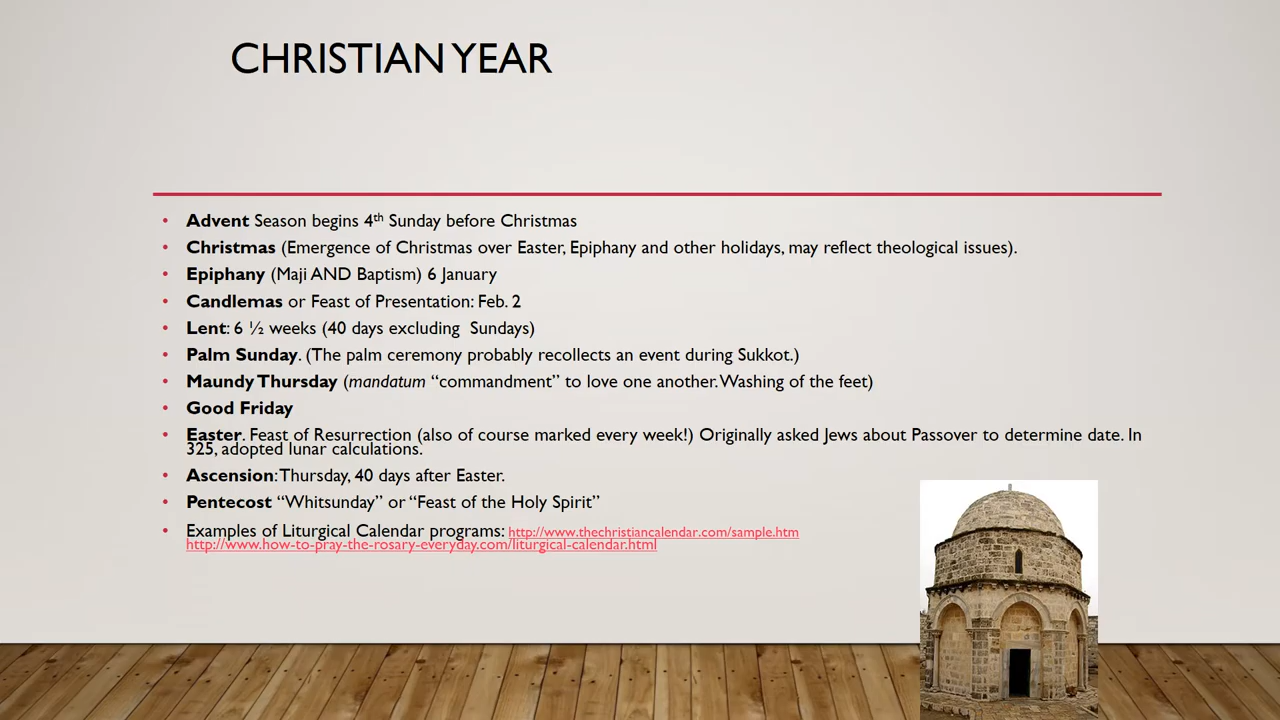 CHRISTIAN YEAR
• Advent Season begins 4th Sunday before Christmas
• Christmas (Emergence of Christmas over Easter, Epiphany and other holidays, may reflect theological issues).
• Epiphany (Maji AND Baptism) 6 January
• Candlemas or Feast of Presentation: Feb. 2
• Lent: 6 ½ weeks (40 days excluding  Sundays)
• Palm Sunday. (The palm ceremony probably recollects an event during Sukkot.)
• Maundy Thursday (mandatum “commandment” to love one another. Washing of the feet)
• Good Friday
• Easter. Feast of Resurrection (also of course marked every week!) Originally asked Jews about Passover to determine date. In
325, adopted lunar calculations.
• Ascension: Thursday, 40 days after Easter.
• Pentecost “Whitsunday” or “Feast of the Holy Spirit”
• Examples of Liturgical Calendar programs: http://www.thechristiancalendar.com/sample.htm
http://www.how-to-pray-the-rosary-everyday.com/liturgical-calendar.html